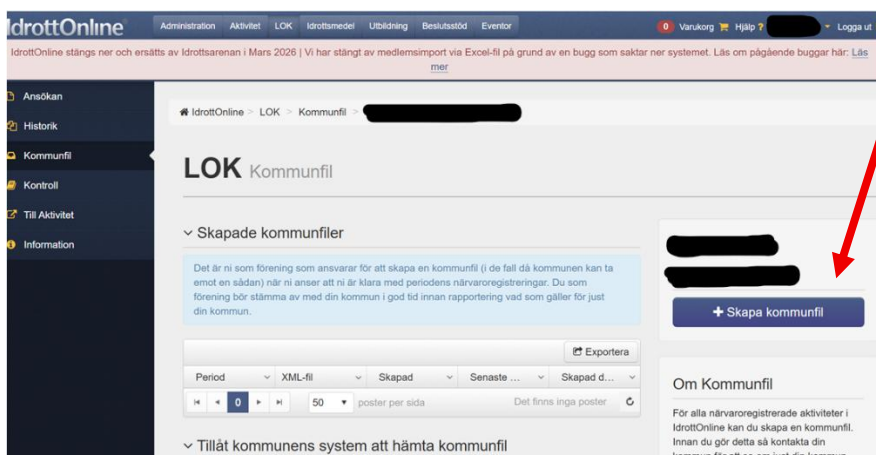 IdrottOnline
Administration Aktivitet LOK Idrottsmedel Utbildning Beslutsstöd Eventor 0 Varukorg Hjälp ? Logga ut
IdrottOnline stängs ner och ersätts av Idrottsarenan i Mars 2026 | Vi har stängt av medlemsimport via Excel-fil på grund av en bugg som saktar ner systemet. Läs om pågående buggar här: Läs
mer
Ansökan
Historik
Kommunfil
Kontroll
Till Aktivitet
Information
IdrottOnline > LOK > Kommunfil >
LOK Kommunfil
Skapade kommunfiler
Det är ni som förening som ansvarar för att skapa en kommunfil (i de fall då kommunen kan ta
emot en sådan) när ni anser att ni är klara med periodens närvaroregistreringar. Du som
förening bör stämma av med din kommun i god tid innan rapportering vad som gäller för just
din kommun.
Exportera
Period XML-fil Skapad Senaste ... Skapad d...
0 50 poster per sida Det finns inga poster
Tillåt kommunens system att hämta kommunfil
+ Skapa kommunfil
Om Kommunfil
För alla närvaroregistrerade aktiviteter i
IdrottOnline kan du skapa en kommunfil.
Innan du gör detta så kontakta din
kommun för att se om just din kommun